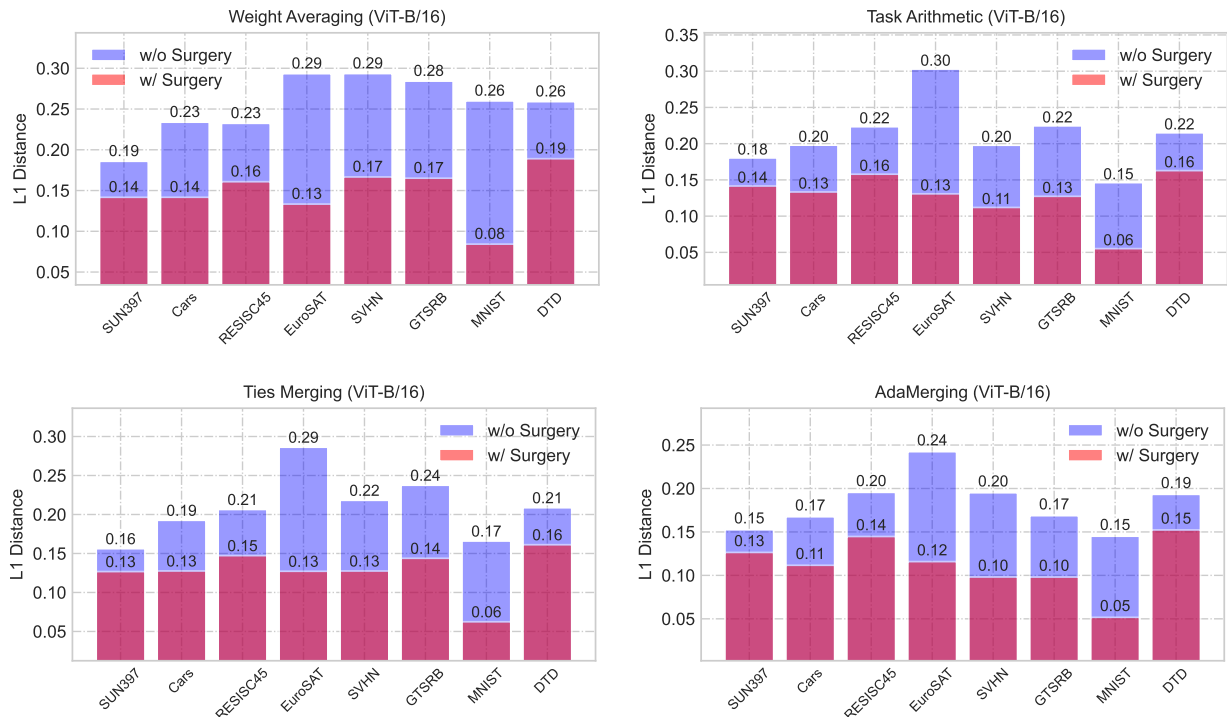 Weight Averaging (ViT-B/16)
L1 Distance
0.30
0.25
0.20
0.15
0.10
0.05
w/o Surgery
w/ Surgery
0.19
0.23
0.23
0.29
0.29
0.28
0.26
0.26
0.14
0.14
0.16
0.13
0.17
0.17
0.08
0.19
SUN397
Cars
RESISC45
EuroSAT
SVHN
GTSRB
MNIST
DTD
Task Arithmetic (ViT-B/16)
L1 Distance
0.35
0.30
0.25
0.20
0.15
0.10
0.05
w/o Surgery
w/ Surgery
0.18
0.20
0.22
0.30
0.20
0.22
0.15
0.22
0.14
0.13
0.16
0.13
0.11
0.13
0.06
0.16
SUN397
Cars
RESISC45
EuroSAT
SVHN
GTSRB
MNIST
DTD
Ties Merging (ViT-B/16)
L1 Distance
0.30
0.25
0.20
0.15
0.10
0.05
w/o Surgery
w/ Surgery
0.16
0.19
0.21
0.29
0.22
0.24
0.17
0.21
0.13
0.13
0.15
0.13
0.13
0.14
0.06
0.16
SUN397
Cars
RESISC45
EuroSAT
SVHN
GTSRB
MNIST
DTD
AdaMerging (ViT-B/16)
L1 Distance
0.25
0.20
0.15
0.10
0.05
w/o Surgery
w/ Surgery
0.15
0.17
0.20
0.24
0.20
0.17
0.15
0.19
0.13
0.11
0.14
0.12
0.10
0.10
0.05
0.15
SUN397
Cars
RESISC45
EuroSAT
SVHN
GTSRB
MNIST
DTD